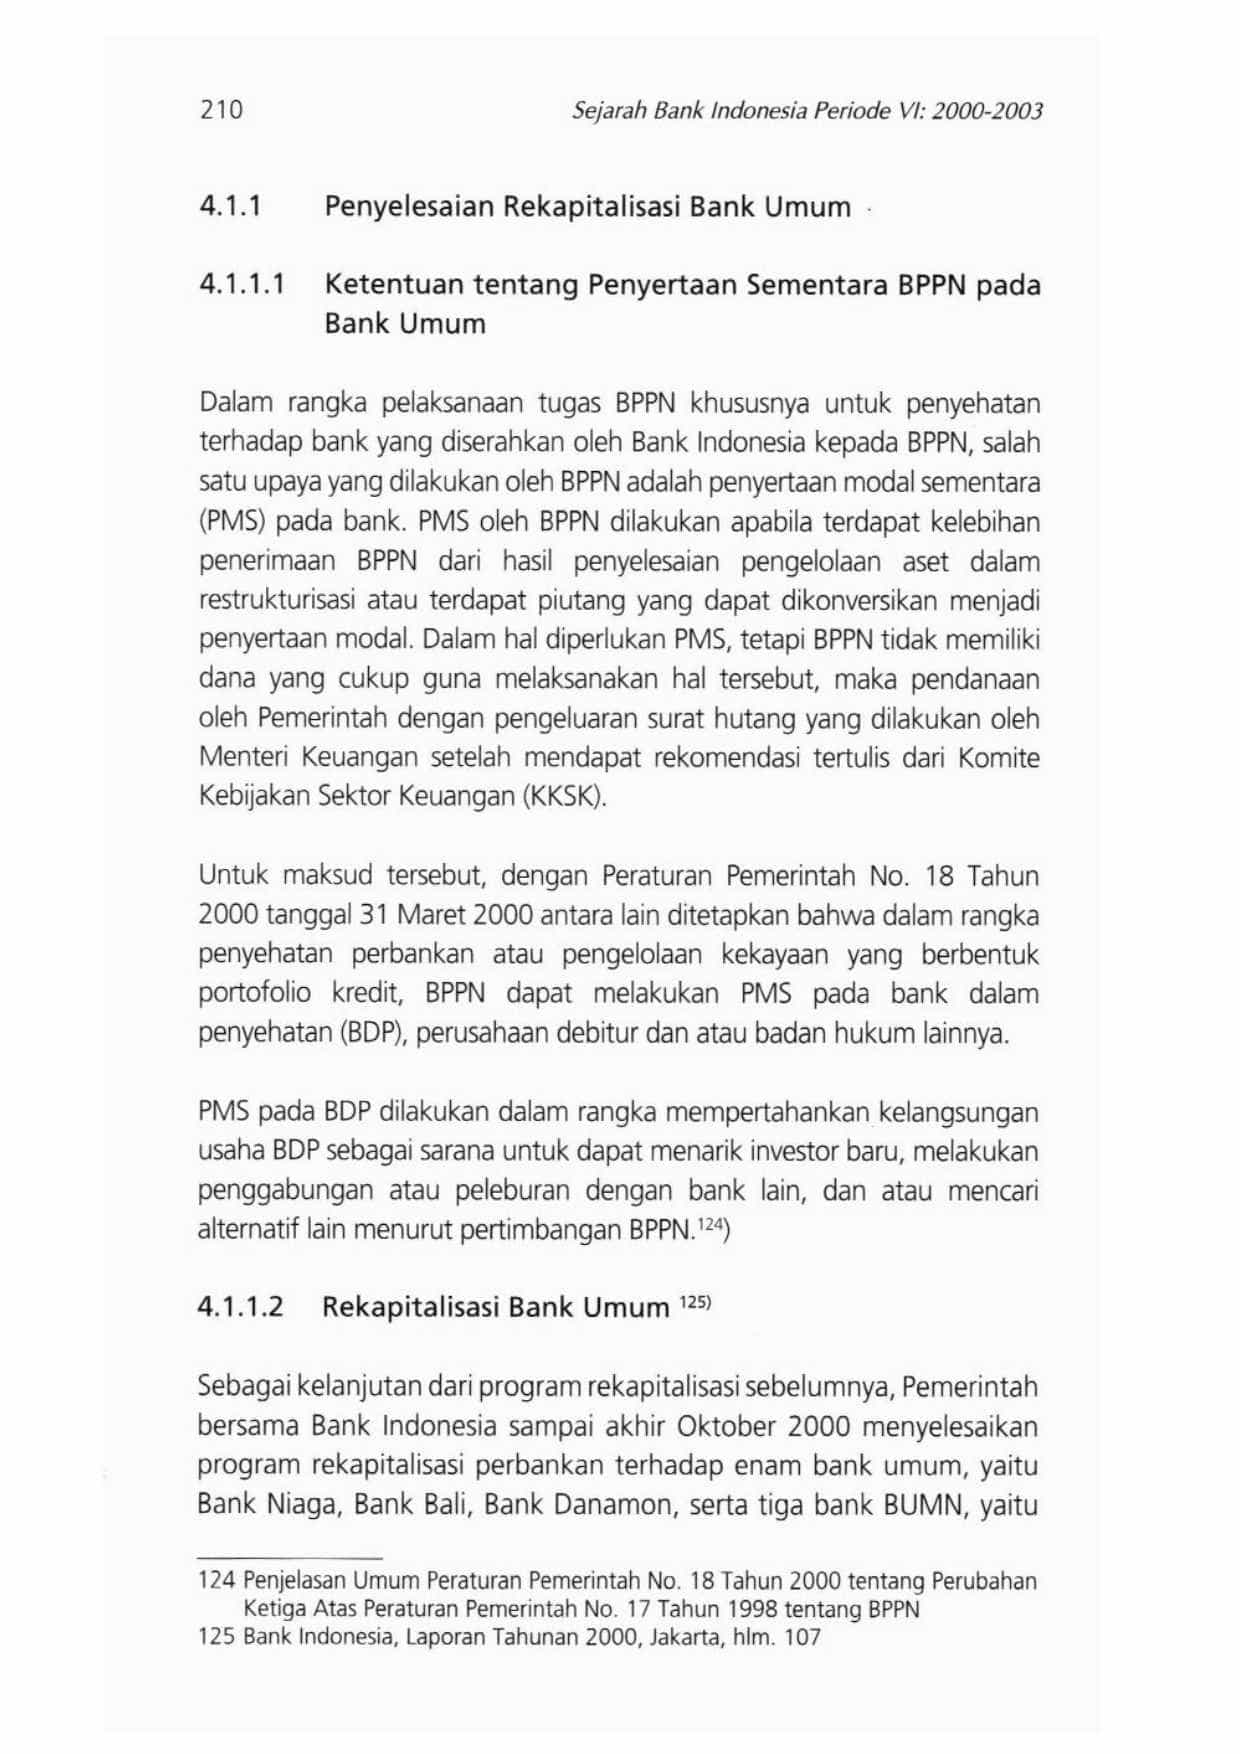 210
Sejarah Bank Indonesia Periode VI: 2000-2003
4.1.1 Penyelesaian Rekapitalisasi Bank Umum
4.1.1.1 Ketentuan tentang Penyertaan Sementara BPPN pada
Bank Umum
Dalam rangka pelaksanaan tugas BPPN khususnya untuk penyehatan
terhadap bank yang diserahkan oleh Bank Indonesia kepada BPPN, salah
satu upaya yang dilakukan oleh BPPN adalah penyertaan modal sementara
(PMS) pada bank. PMS oleh BPPN dilakukan apabila terdapat kelebihan
penerimaan BPPN dari hasil penyelesaian pengelolaan aset dalam
restrukturisasi atau terdapat piutang yang dapat dikonversikan menjadi
penyertaan modal. Dalam hal diperlukan PMS, tetapi BPPN tidak memiliki
dana yang cukup guna melaksanakan hal tersebut, maka pendanaan
oleh Pemerintah dengan pengeluaran surat hutang yang dilakukan oleh
Menteri Keuangan setelah mendapat rekomendasi tertulis dari Komite
Kebijakan Sektor Keuangan (KKSK).
Untuk maksud tersebut, dengan Peraturan Pemerintah No. 18 Tahun
2000 tanggal 31 Maret 2000 antara lain ditetapkan bahwa dalam rangka
penyehatan perbankan atau pengelolaan kekayaan yang berbentuk
portofolio kredit, BPPN dapat melakukan PMS pada bank dalam
penyehatan (BDP), perusahaan debitur dan atau badan hukum lainnya.
PMS pada BDP dilakukan dalam rangka mempertahankan kelangsungan
usaha BDP sebagai sarana untuk dapat menarik investor baru, melakukan
penggabungan atau peleburan dengan bank lain, dan atau mencari
alternatif lain menurut pertimbangan BPPN.124)
4.1.1.2 Rekapitalisasi Bank Umum 125)
Sebagai kelanjutan dari program rekapitalisasi sebelumnya, Pemerintah
bersama Bank Indonesia sampai akhir Oktober 2000 menyelesaikan
program rekapitalisasi perbankan terhadap enam bank umum, yaitu
Bank Niaga, Bank Bali, Bank Danamon, serta tiga bank BUMN, yaitu
124 Penjelasan Umum Peraturan Pemerintah No. 18 Tahun 2000 tentang Perubahan
Ketiga Atas Peraturan Pemerintah No. 17 Tahun 1998 tentang BPPN
125 Bank Indonesia, Laporan Tahunan 2000, Jakarta, hlm. 107